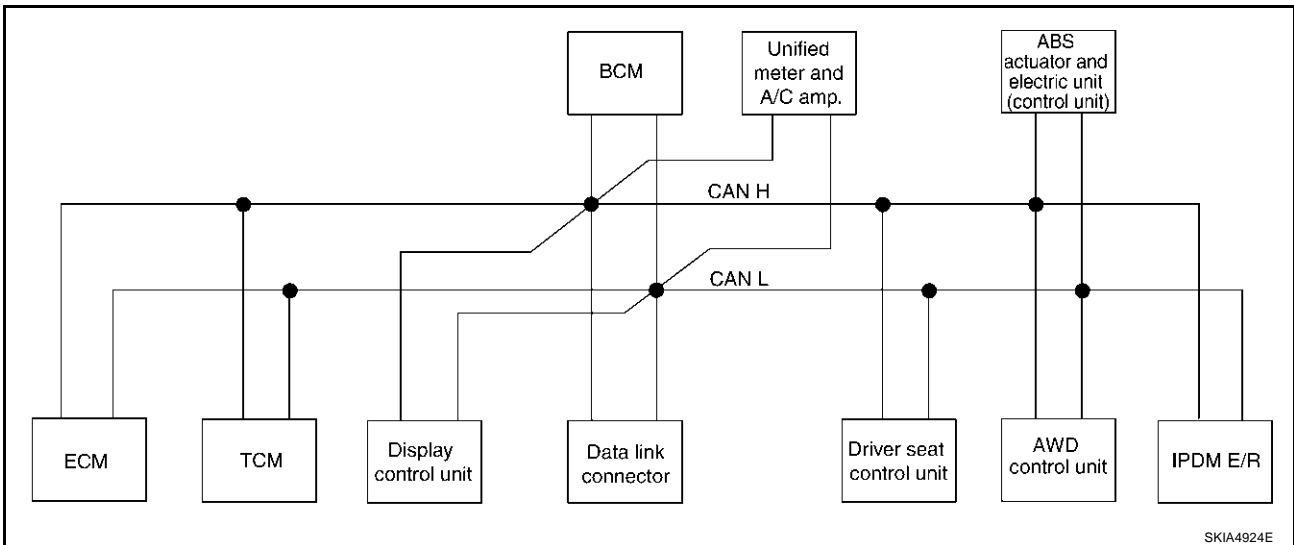 BCM
Unified
meter and
A/C amp.
ABS
actuator and
electric unit
(control unit)
CAN H
CAN L
ECM
TCM
Display
control unit
Data link
connector
Driver seat
control unit
AWD
control unit
IPDM E/R
SKIA4924E